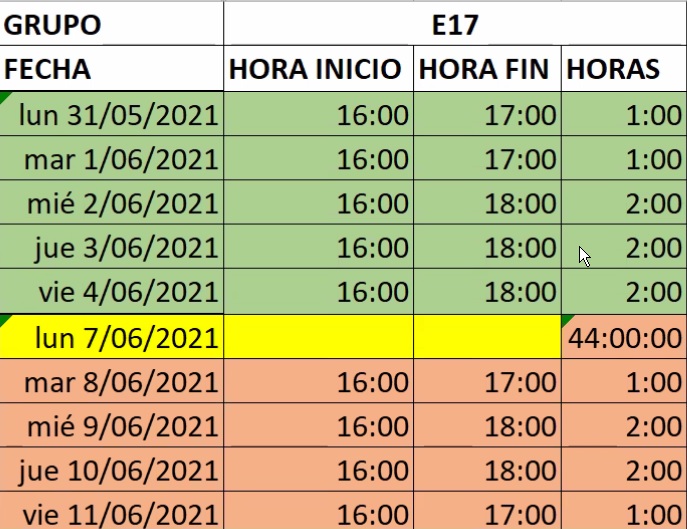 GRUPO E17
FECHA HORA INICIO HORA FIN HORAS
lun 31/05/2021 16:00 17:00 1:00
mar 1/06/2021 16:00 17:00 1:00
mié 2/06/2021 16:00 18:00 2:00
jue 3/06/2021 16:00 18:00 2:00
vie 4/06/2021 16:00 18:00 2:00
lun 7/06/2021 44:00:00
mar 8/06/2021 16:00 17:00 1:00
mié 9/06/2021 16:00 18:00 2:00
jue 10/06/2021 16:00 18:00 2:00
vie 11/06/2021 16:00 17:00 1:00